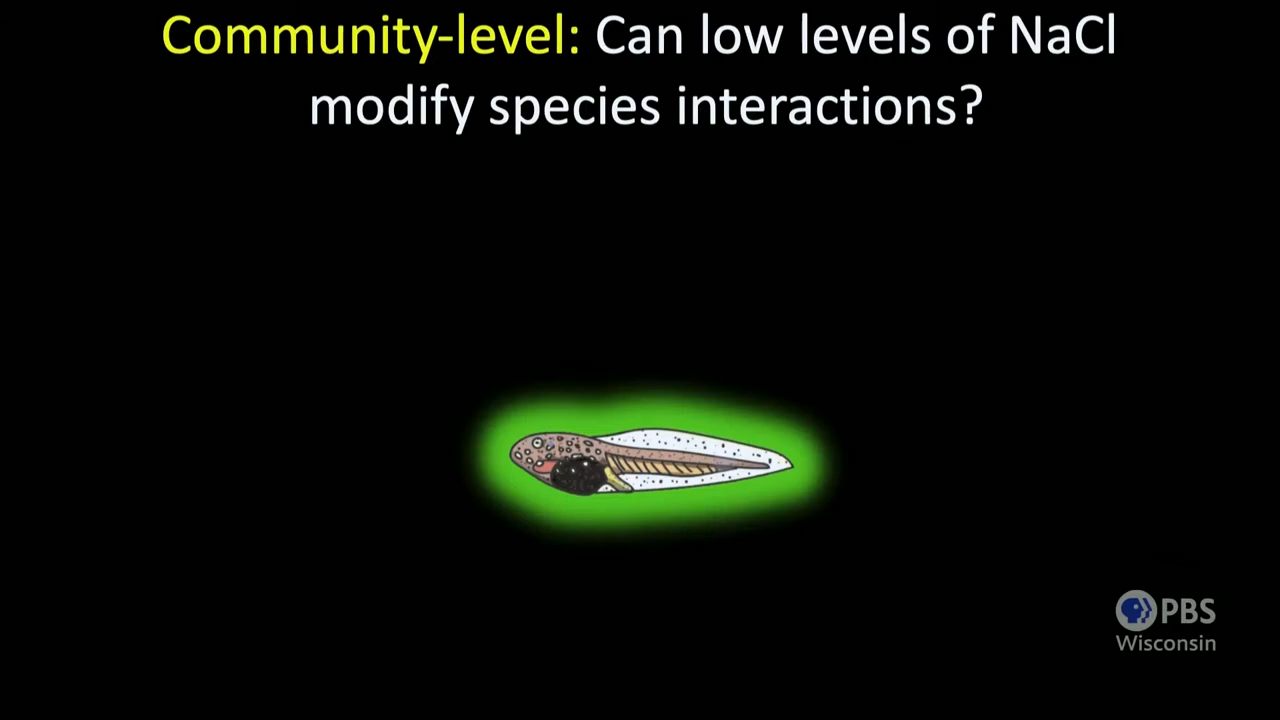 Community-level: Can low levels of NaCl
modify species interactions?
PBS
Wisconsin